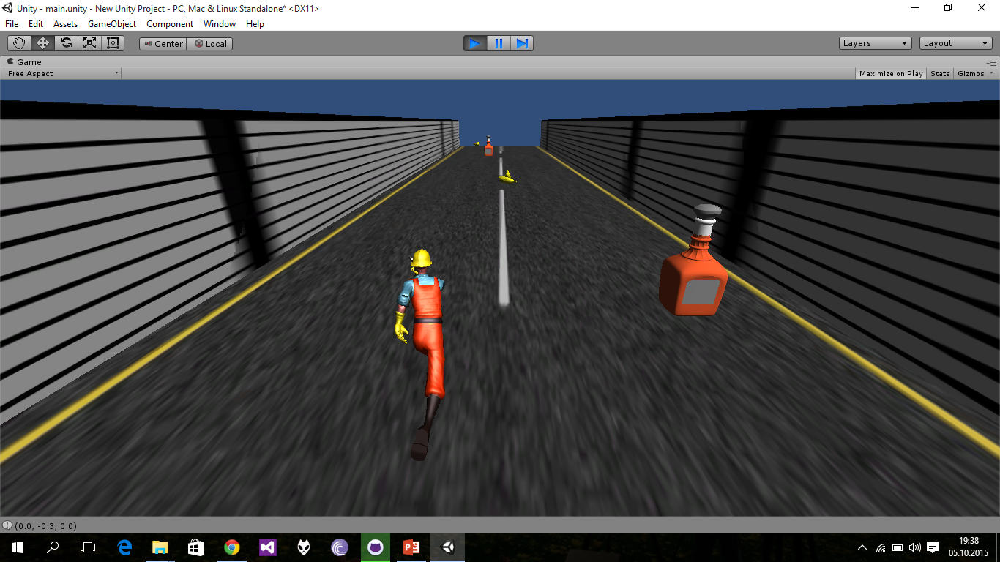 Unity - main.unity - New Unity Project - PC, Mac & Linux Standalone* <DX11>
File Edit Assets GameObject Component Window Help
Center Local Layers Layout
Game
Free Aspect Maximize on Play Stats Gizmos
(0.0, -0.3, 0.0)
19:38
05.10.2015